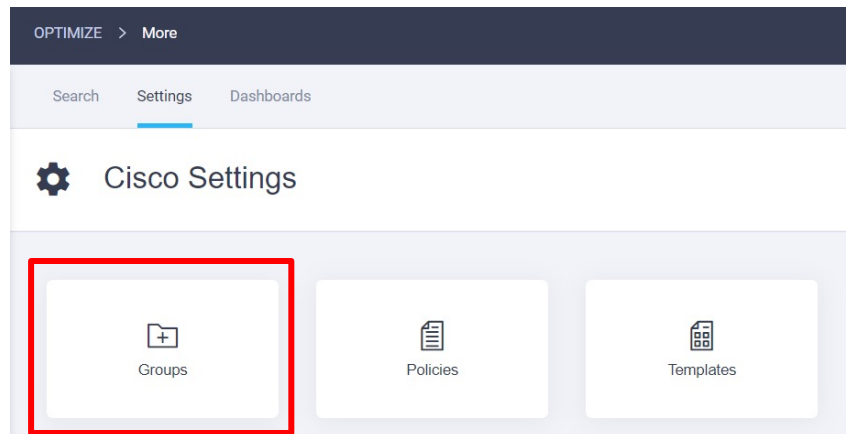 OPTIMIZE > More
Search Settings Dashboards
Cisco Settings
Groups Policies Templates